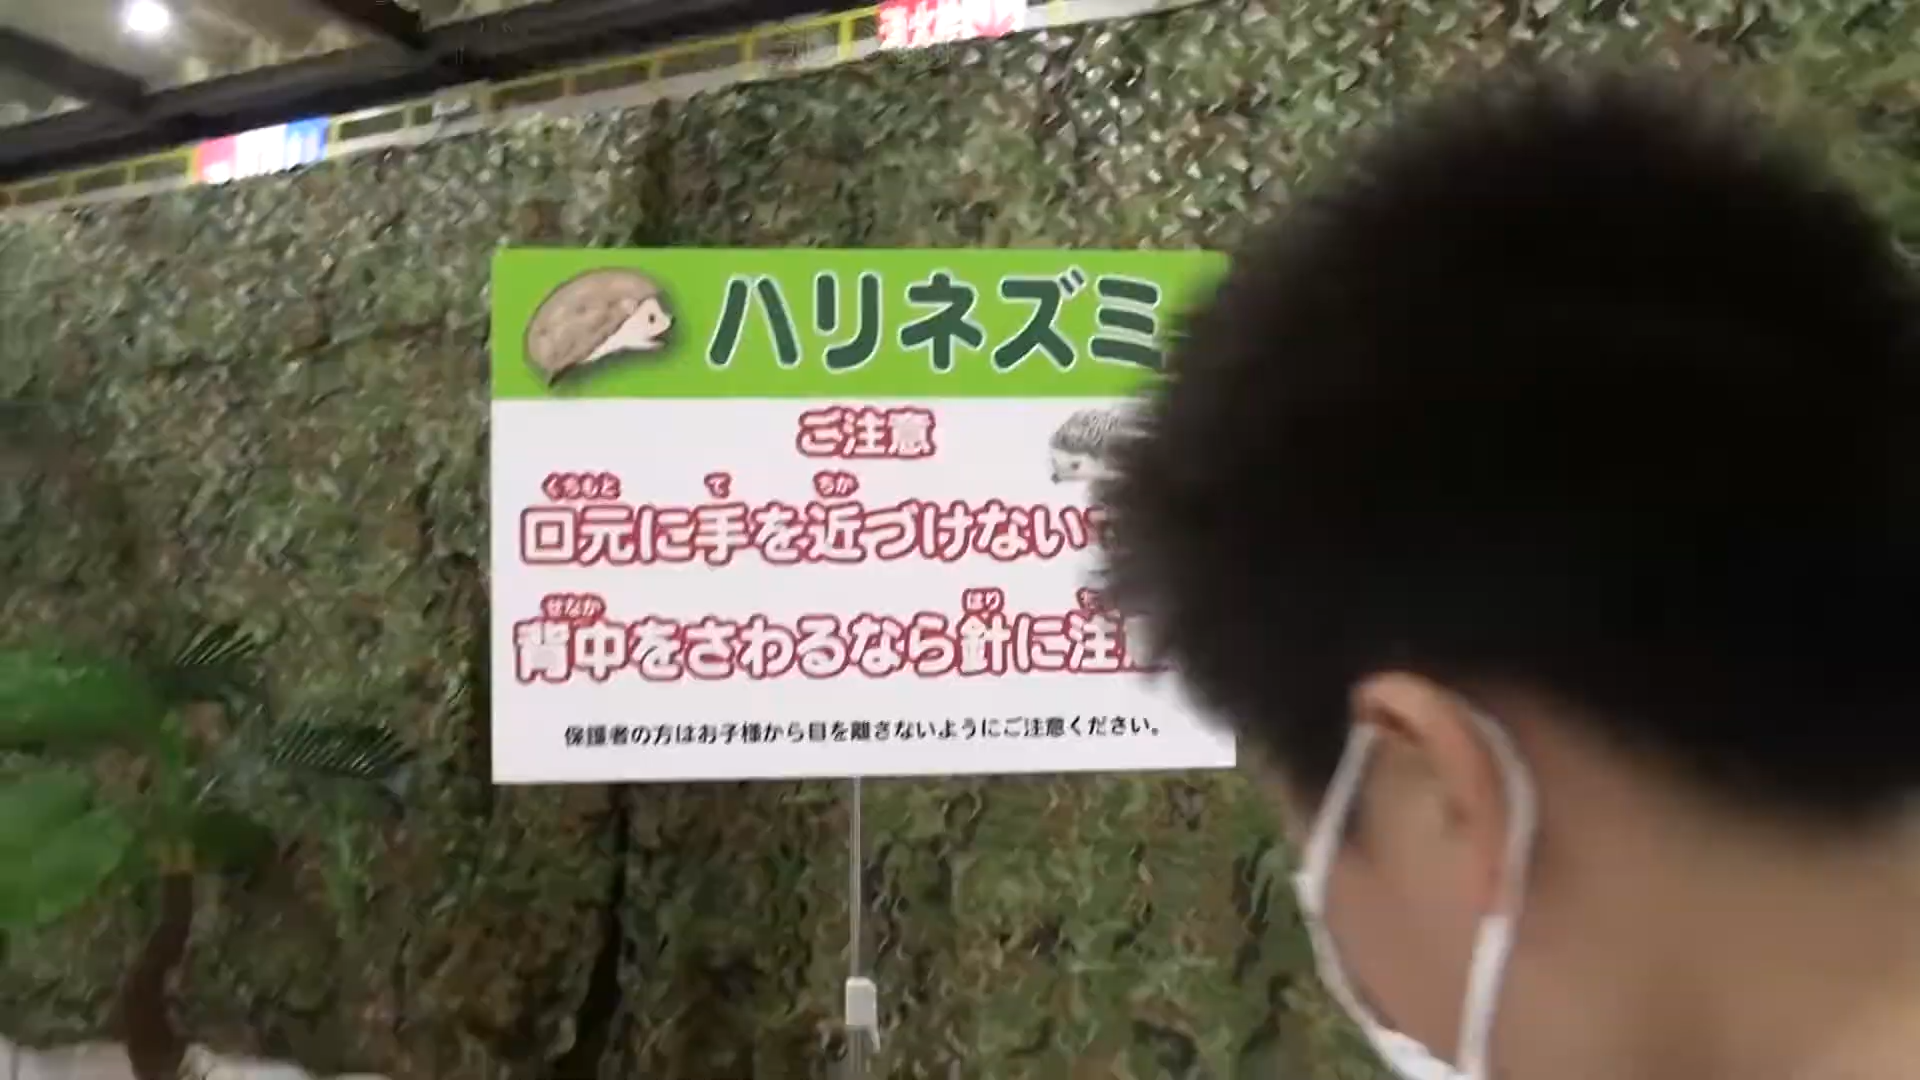 ハリネズミ
ご注意
くちもと て ちか
口元に手を近づけない
せなか はり
背中をさわるなら針に注意
保護者の方はお子様から目を離さないようにご注意ください。